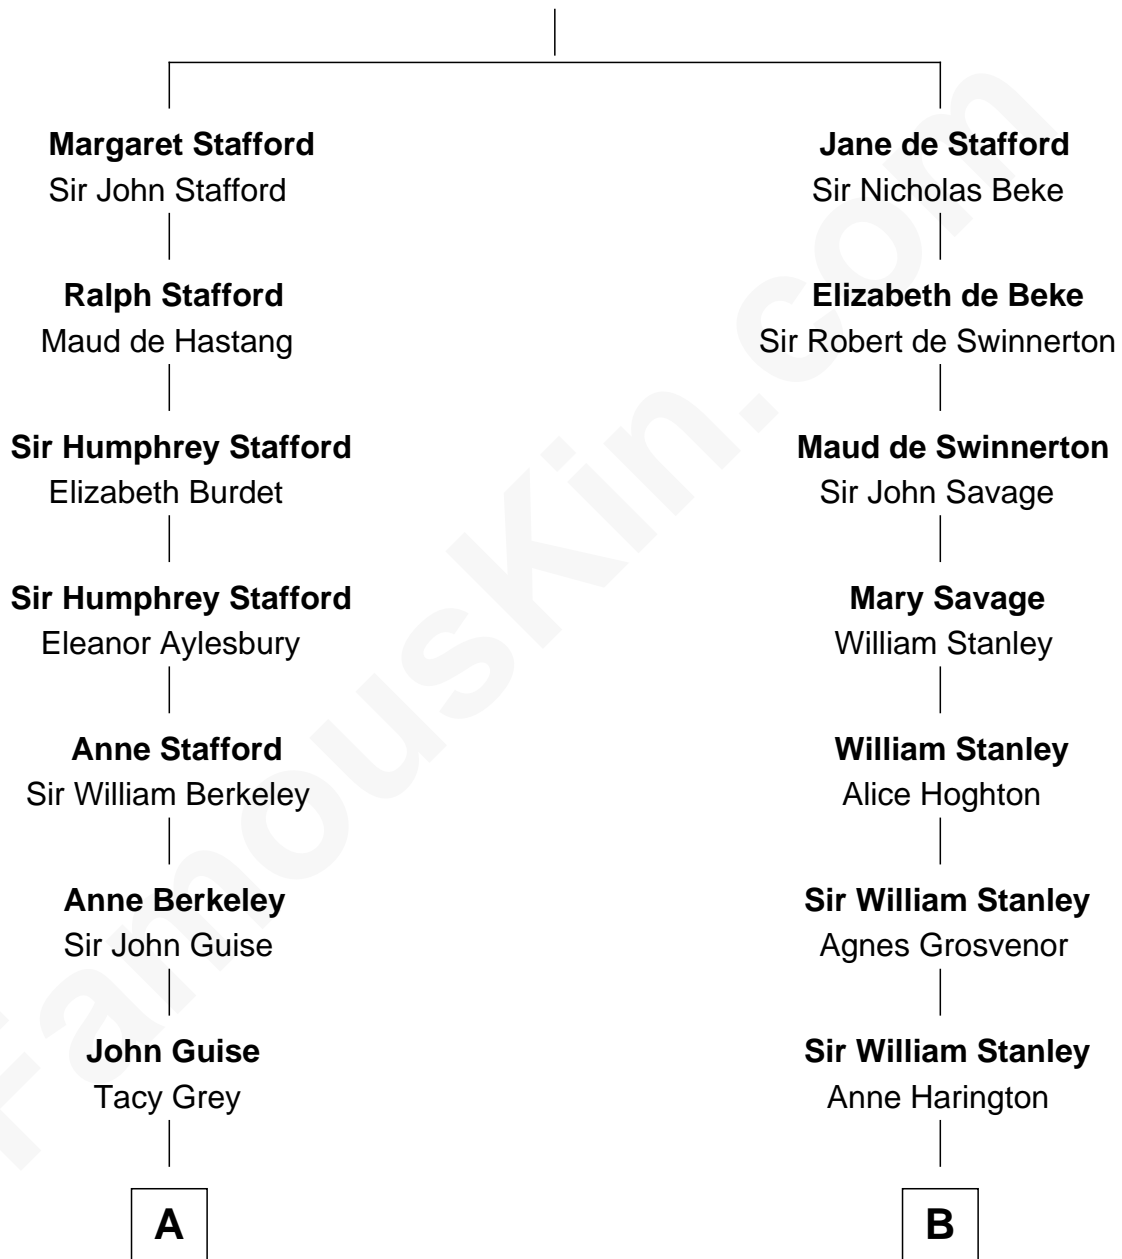 Margaret Stafford
Sir John Stafford
Jane de Stafford
Sir Nicholas Beke
Ralph Stafford
Maud de Hastang
Elizabeth de Beke
Sir Robert de Swinnerton
Sir Humphrey Stafford
Elizabeth Burdet
Maud de Swinnerton
Sir John Savage
Sir Humphrey Stafford
Eleanor Aylesbury
Mary Savage
William Stanley
Anne Stafford
Sir William Berkeley
William Stanley
Alice Hoghton
Anne Berkeley
Sir John Guise
Sir William Stanley
Agnes Grosvenor
John Guise
Tacy Grey
Sir William Stanley
Anne Harington
A
B
FamousKin.com